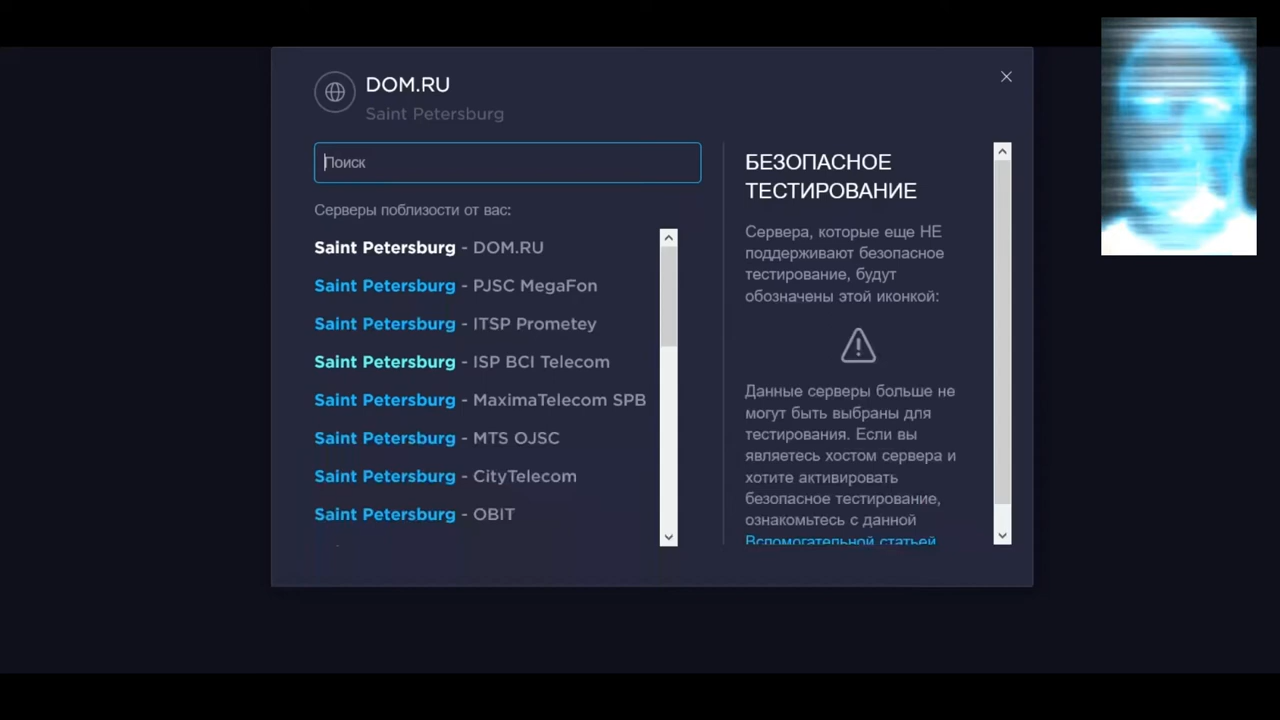 DOM.RU
Saint Petersburg
Поиск
Серверы поблизости от вас:
Saint Petersburg - DOM.RU
Saint Petersburg - PJSC MegaFon
Saint Petersburg - ITSP Prometey
Saint Petersburg - ISP BCI Telecom
Saint Petersburg - MaximaTelecom SPB
Saint Petersburg - MTS OJSC
Saint Petersburg - CityTelecom
Saint Petersburg - OBIT
БЕЗОПАСНОЕ
ТЕСТИРОВАНИЕ
Сервера, которые еще НЕ
поддерживают безопасное
тестирование, будут
обозначены этой иконкой:
Данные серверы больше не
могут быть выбраны для
тестирования. Если вы
являетесь хостом сервера и
хотите активировать
безопасное тестирование,
ознакомьтесь с данной
Вспомогательной статьей